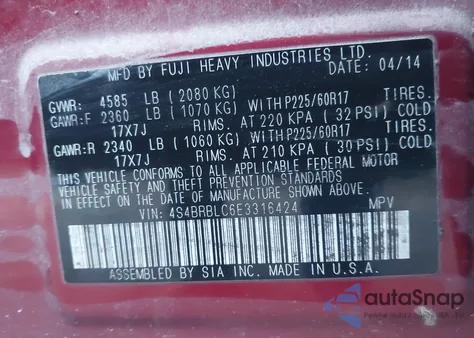 MFD BY FUJI HEAVY INDUSTRIES LTD.
DATE: 04/14
GVWR: 4585 LB (2080 KG)
GAWR:F 2360 LB (1070 KG) WITH P225/60R17 TIRES.
17X7J RIMS. AT 220 KPA (32 PSI) COLD
GAWR:R 2340 LB (1060 KG) WITH P225/60R17 TIRES.
17X7J RIMS. AT 210 KPA (30 PSI) COLD
THIS VEHICLE CONFORMS TO ALL APPLICABLE FEDERAL MOTOR
VEHICLE SAFETY AND THEFT PREVENTION STANDARDS
IN EFFECT ON THE DATE OF MANUFACTURE SHOWN ABOVE.
VIN: 4S4BRBLC6E3316424 MPV
ASSEMBLED BY SIA INC. MADE IN U.S.A.
autoSnap